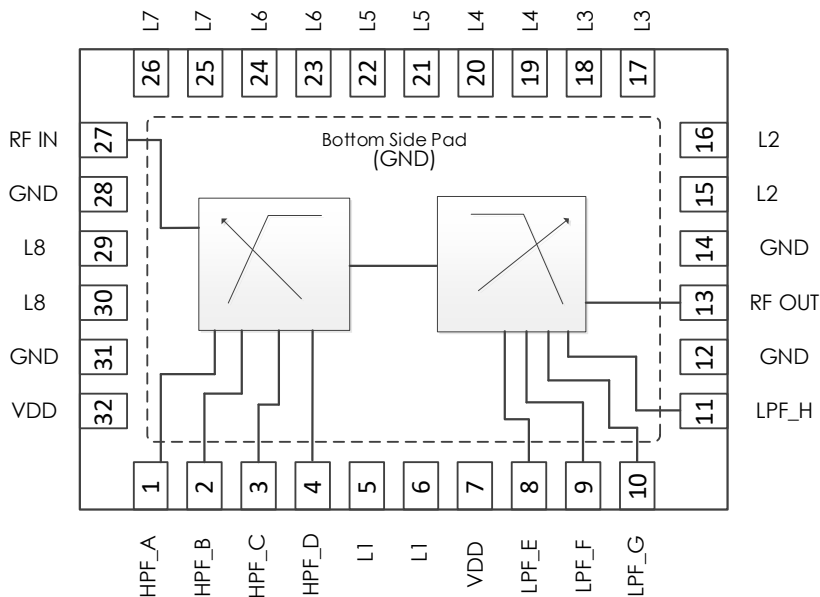 L7 L7 L6 L6 L5 L5 L4 L4 L3 L3
26 25 24 23 22 21 20 19 18 17
RF IN 27
GND 28
L8 29
L8 30
GND 31
VDD 32
Bottom Side Pad
(GND)
16 L2
15 L2
14 GND
13 RF OUT
12 GND
11 LPF_H
1 2 3 4 5 6 7 8 9 10
HPF_A HPF_B HPF_C HPF_D L1 L1 VDD LPF_E LPF_F LPF_G